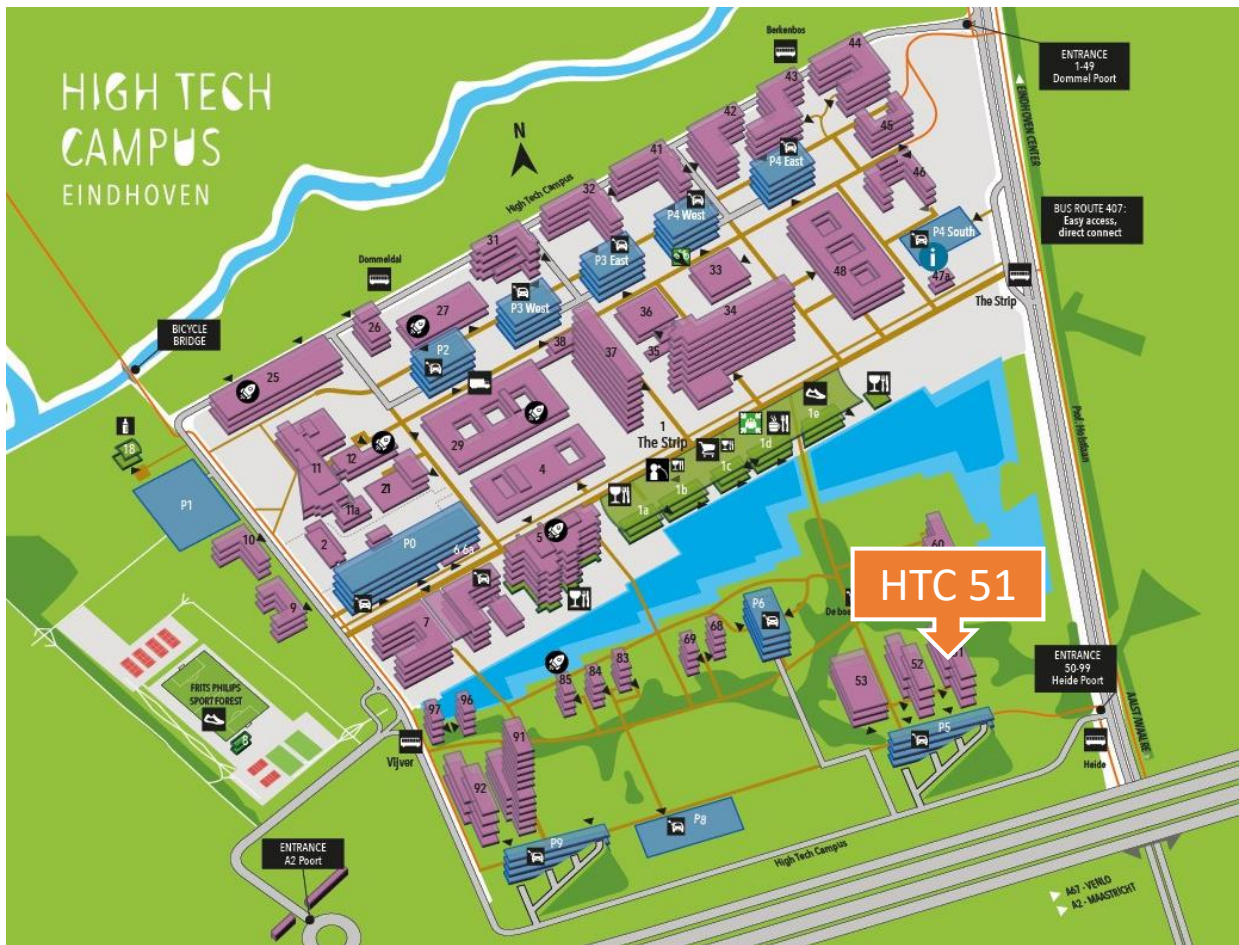 HIGH TECH
CAMPUS
EINDHOVEN
N
Berkenbos
ENTRANCE
1-49
Dommel Poort
EINDHOVEN CENTER
BUS ROUTE 407:
Easy access,
direct connect
High Tech Campus
Dommeldal
BICYCLE
BRIDGE
44
43
42
45
41
P4 East
46
32
P4 West
P4 South
i
31
P3 East
33
48
47a
The Strip
27
P3 West
36
34
26
P2
38
37
35
25
29
1
The Strip
1e
1d
1c
1b
1a
18
12
11
4
21
11a
P1
P0
2
6
6a
5
10
9
7
60
HTC 51
P6
De boe
68
69
83
84
85
52
53
ENTRANCE
50-99
Heide Poort
P5
Heide
AALST/WAALRE
FRITS PHILIPS
SPORT FOREST
8
97
96
Vijver
91
92
P8
P9
High Tech Campus
ENTRANCE
A2 Poort
A67 - VENLO
A2 - MAASTRICHT